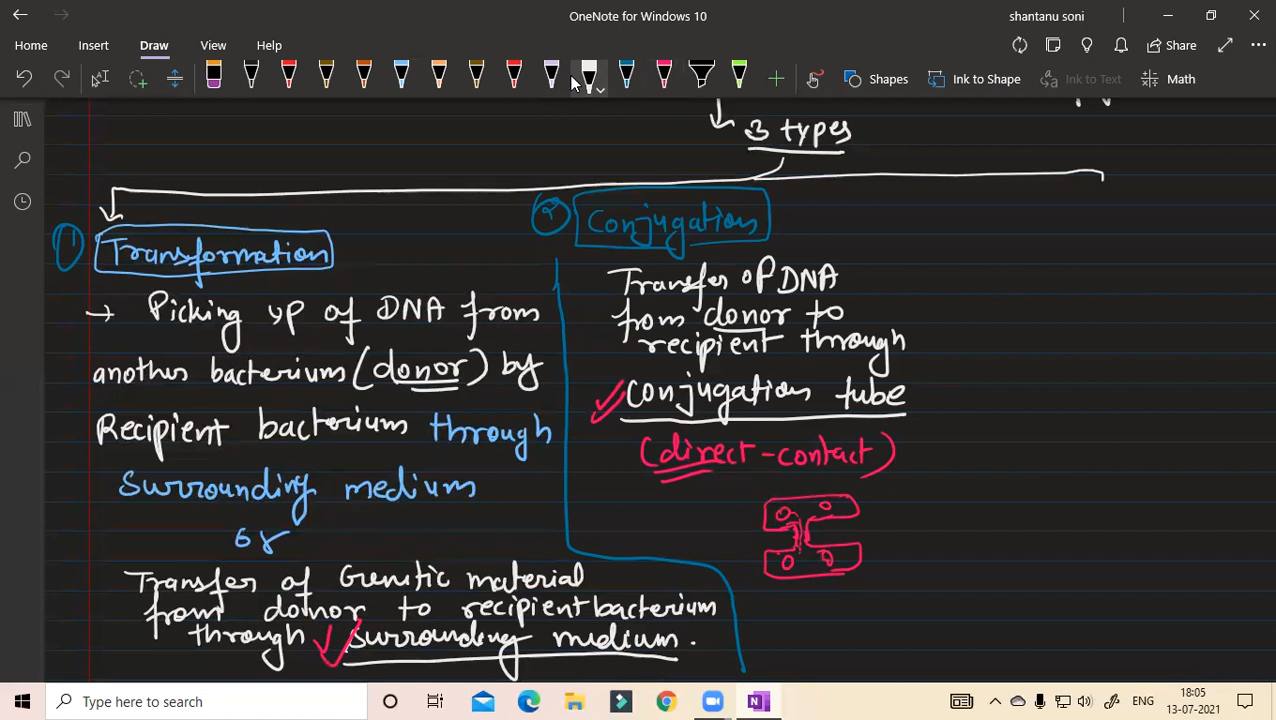 OneNote for Windows 10
shantanu soni
Home Insert Draw View Help
Share
Shapes Ink to Shape Ink to Text Math
3 types
1 Transformation
→ Picking up of DNA from
another bacterium (donor) by
Recipient bacterium through
Surrounding medium
or
Transfer of Genetic material
from donor to recipient bacterium
through surrounding medium.
Conjugation
Transfer of DNA
from donor to
recipient through
Conjugation tube
(direct-contact)
Type here to search
ENG
18:05
13-07-2021